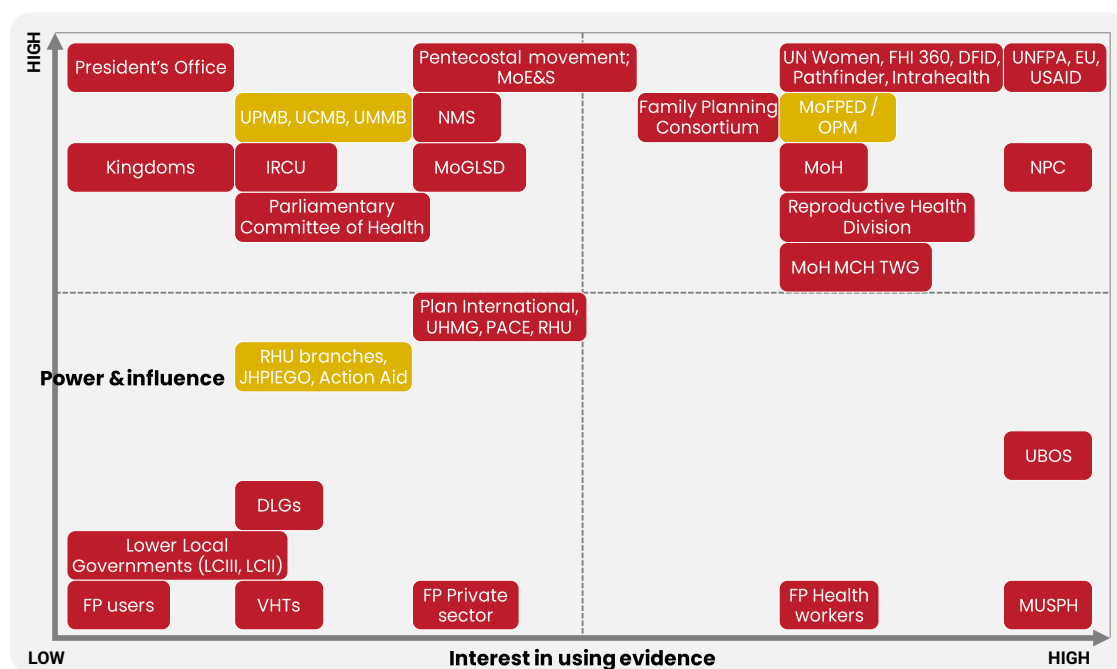 HIGH
President's Office
Pentecostal movement;
MoE&S
UN Women, FHI 360, DFID,
Pathfinder, Intrahealth
UNFPA, EU,
USAID
UPMB, UCMB, UMMB
NMS
Family Planning
Consortium
MoFPED /
OPM
Kingdoms
IRCU
MoGLSD
MoH
NPC
Parliamentary
Committee of Health
Reproductive Health
Division
MoH MCH TWG
Plan International,
UHMG, PACE, RHU
RHU branches,
JHPIEGO, Action Aid
Power & influence
UBOS
DLGs
Lower Local
Governments (LCIII, LCII)
FP users
VHTs
FP Private
sector
FP Health
workers
MUSPH
LOW
Interest in using evidence
HIGH